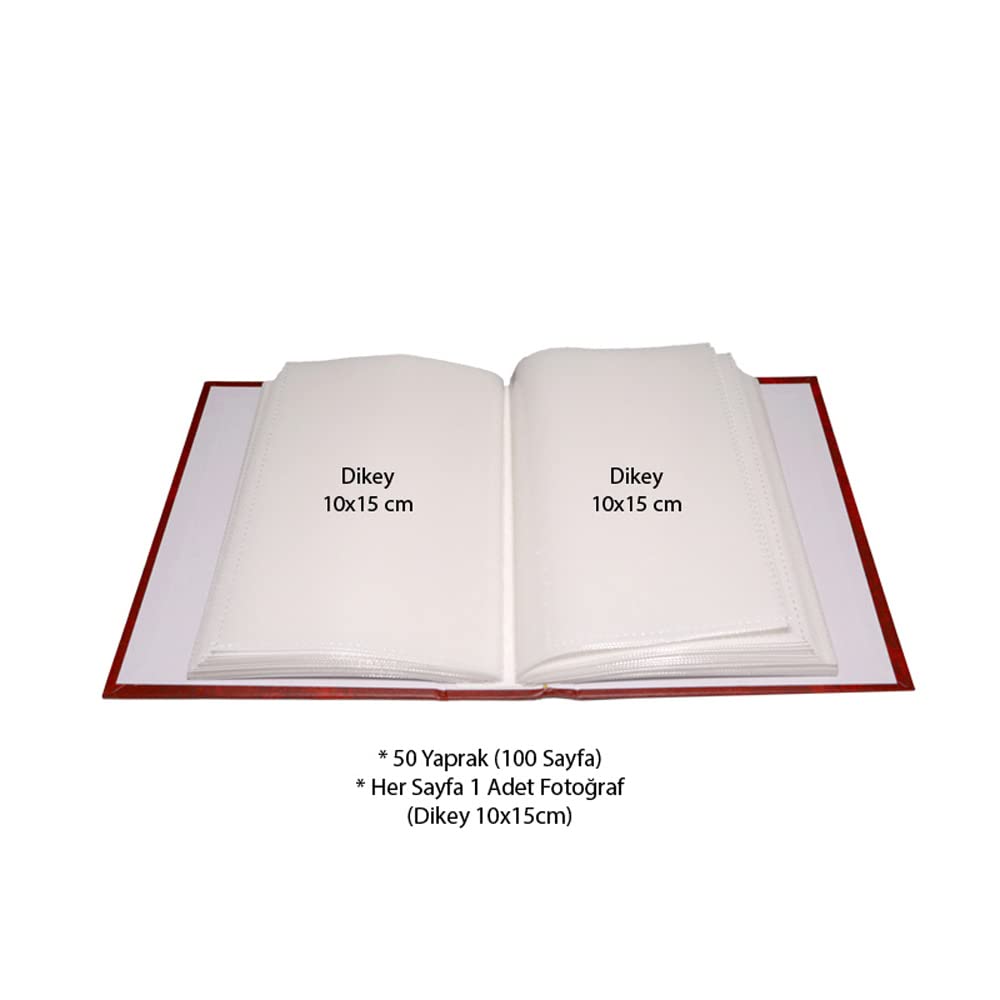 Dikey
10x15 cm
Dikey
10x15 cm
* 50 Yaprak (100 Sayfa)
* Her Sayfa 1 Adet Fotoğraf
(Dikey 10x15cm)